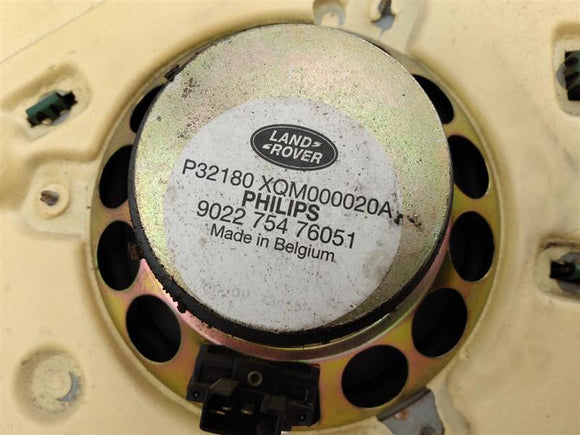 LAND
ROVER
P32180 XQM000020A
PHILIPS
9022 754 76051
Made in Belgium